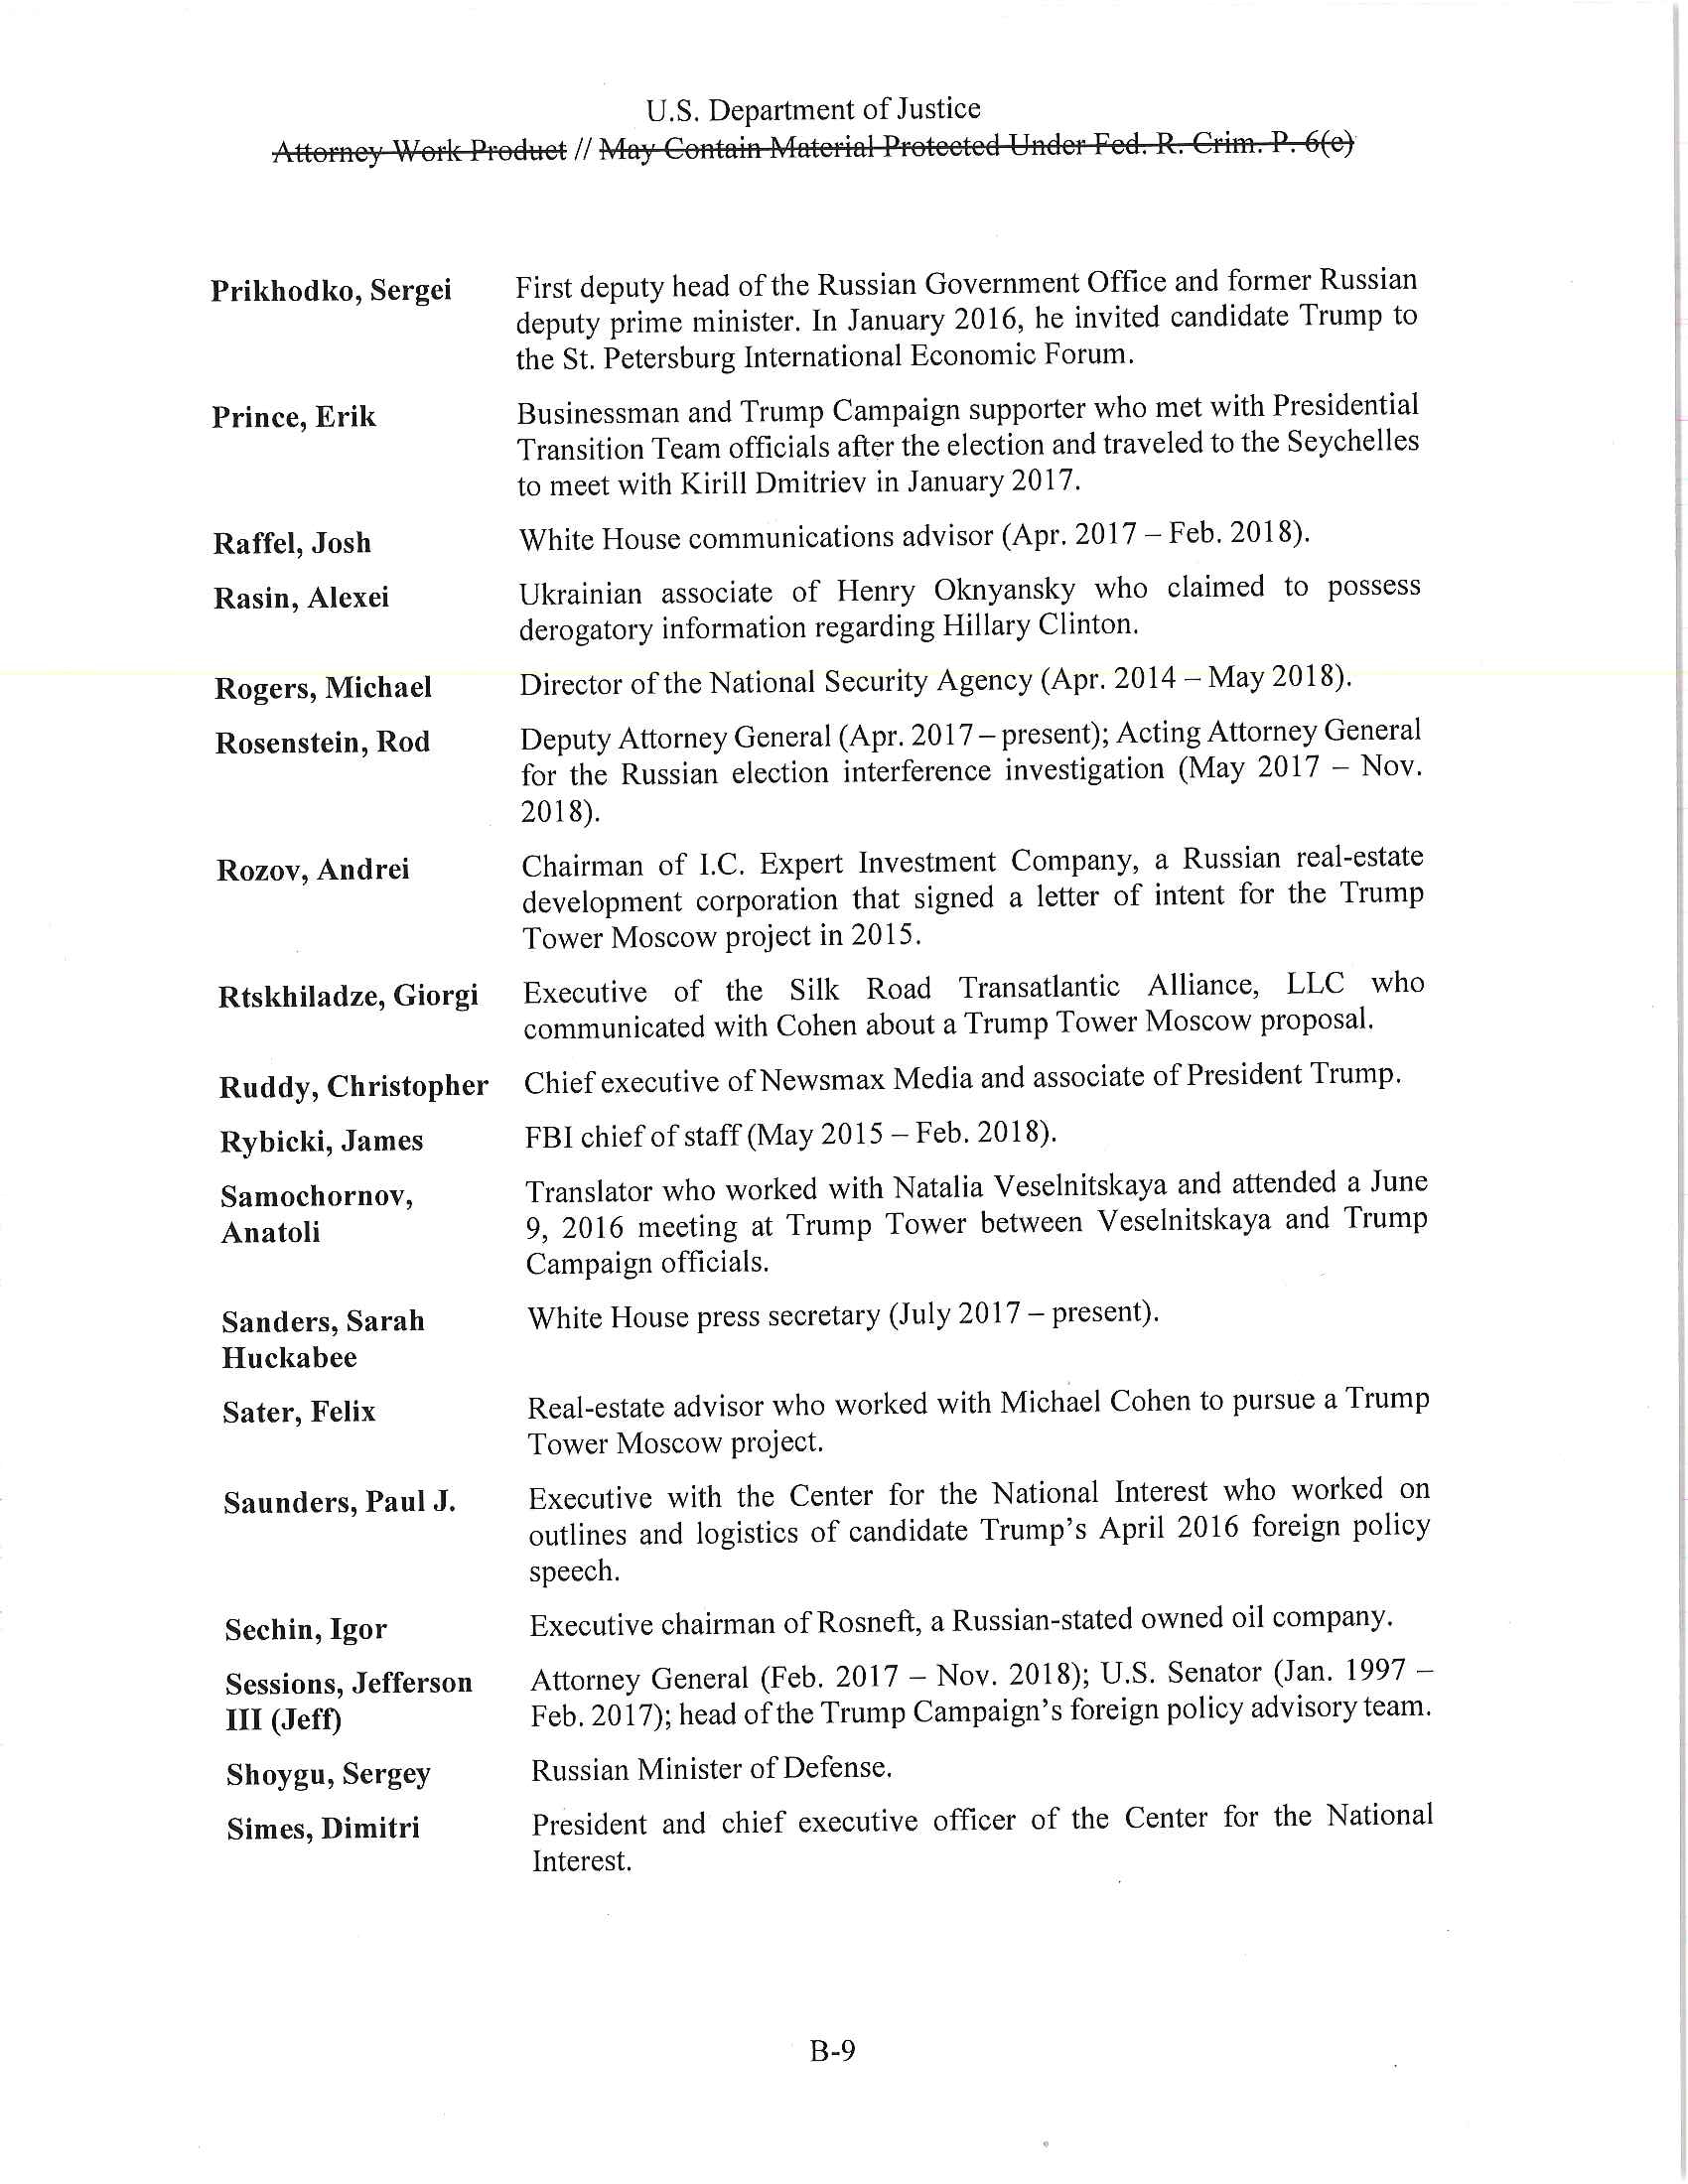 U.S. Department of Justice
Attorney Work Product // May Contain Material Protected Under Fed. R. Crim. P. 6(e)
Prikhodko, Sergei First deputy head of the Russian Government Office and former Russian
deputy prime minister. In January 2016, he invited candidate Trump to
the St. Petersburg International Economic Forum.
Prince, Erik Businessman and Trump Campaign supporter who met with Presidential
Transition Team officials after the election and traveled to the Seychelles
to meet with Kirill Dmitriev in January 2017.
Raffel, Josh White House communications advisor (Apr. 2017 – Feb. 2018).
Rasin, Alexei Ukrainian associate of Henry Oknyansky who claimed to possess
derogatory information regarding Hillary Clinton.
Rogers, Michael Director of the National Security Agency (Apr. 2014 – May 2018).
Rosenstein, Rod Deputy Attorney General (Apr. 2017 – present); Acting Attorney General
for the Russian election interference investigation (May 2017 – Nov.
2018).
Rozov, Andrei Chairman of I.C. Expert Investment Company, a Russian real-estate
development corporation that signed a letter of intent for the Trump
Tower Moscow project in 2015.
Rtskhiladze, Giorgi Executive of the Silk Road Transatlantic Alliance, LLC who
communicated with Cohen about a Trump Tower Moscow proposal.
Ruddy, Christopher Chief executive of Newsmax Media and associate of President Trump.
Rybicki, James FBI chief of staff (May 2015 – Feb. 2018).
Samochornov, Translator who worked with Natalia Veselnitskaya and attended a June
Anatoli 9, 2016 meeting at Trump Tower between Veselnitskaya and Trump
Campaign officials.
Sanders, Sarah White House press secretary (July 2017 – present).
Huckabee
Sater, Felix Real-estate advisor who worked with Michael Cohen to pursue a Trump
Tower Moscow project.
Saunders, Paul J. Executive with the Center for the National Interest who worked on
outlines and logistics of candidate Trump's April 2016 foreign policy
speech.
Sechin, Igor Executive chairman of Rosneft, a Russian-stated owned oil company.
Sessions, Jefferson Attorney General (Feb. 2017 – Nov. 2018); U.S. Senator (Jan. 1997 –
III (Jeff) Feb. 2017); head of the Trump Campaign's foreign policy advisory team.
Shoygu, Sergey Russian Minister of Defense.
Simes, Dimitri President and chief executive officer of the Center for the National
Interest.
B-9